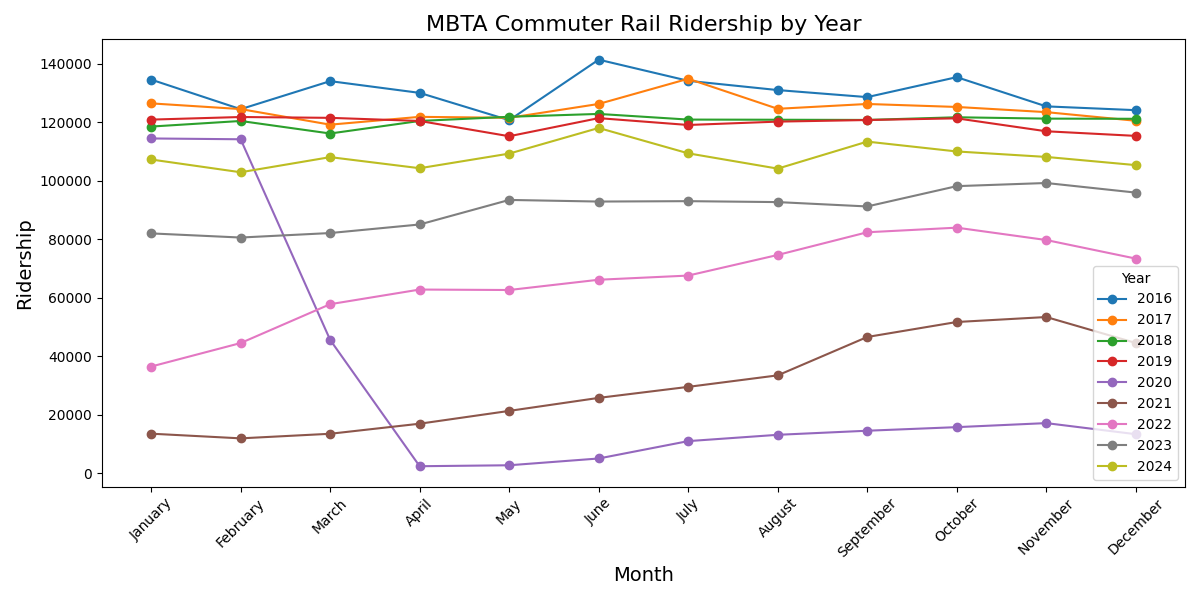 MBTA Commuter Rail Ridership by Year
Ridership
140000
120000
100000
80000
60000
40000
20000
0
January
February
March
April
May
June
July
August
September
October
November
December
Month
Year
2016
2017
2018
2019
2020
2021
2022
2023
2024